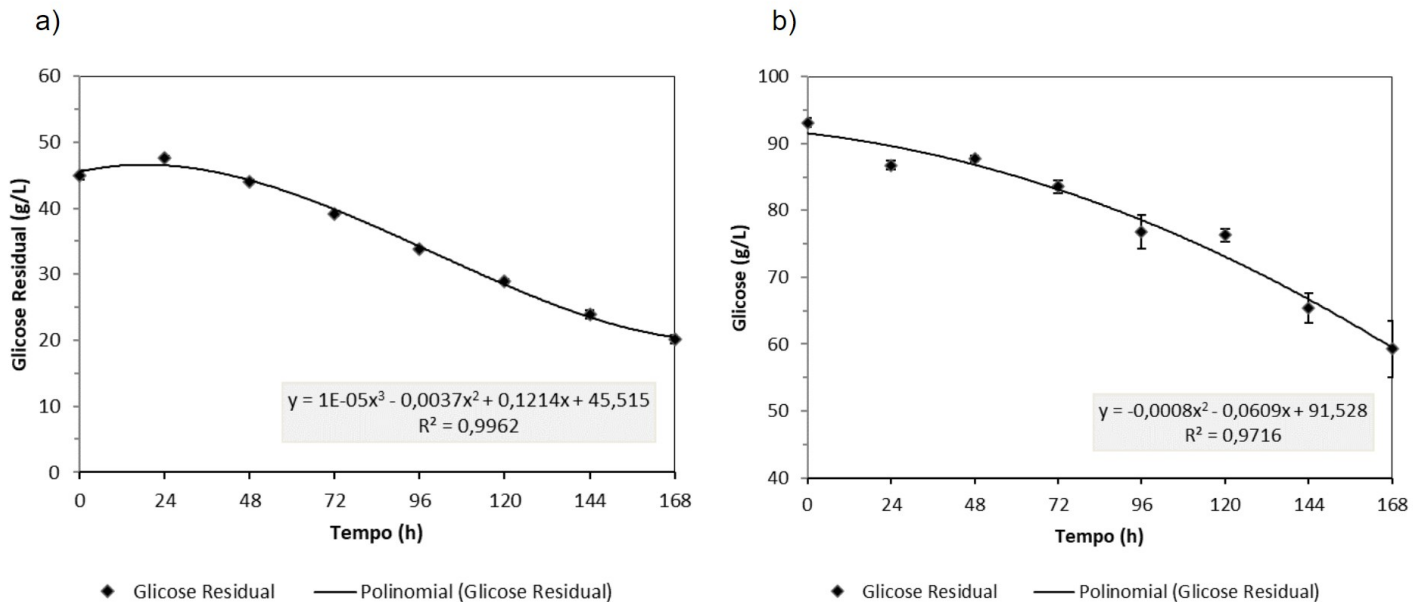 a)
Glicose Residual (g/L)
60
50
40
30
20
10
0
y = 1E-05x³ - 0,0037x² + 0,1214x + 45,515
R² = 0,9962
0 24 48 72 96 120 144 168
Tempo (h)
Glicose Residual
Polinomial (Glicose Residual)
b)
Glicose (g/L)
100
90
80
70
60
50
40
y = -0,0008x² - 0,0609x + 91,528
R² = 0,9716
0 24 48 72 96 120 144 168
Tempo (h)
Glicose Residual
Polinomial (Glicose Residual)